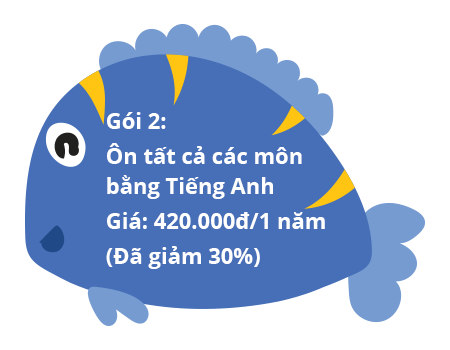 Gói 2:
Ôn tất cả các môn
bằng Tiếng Anh
Giá: 420.000đ/1 năm
(Đã giảm 30%)